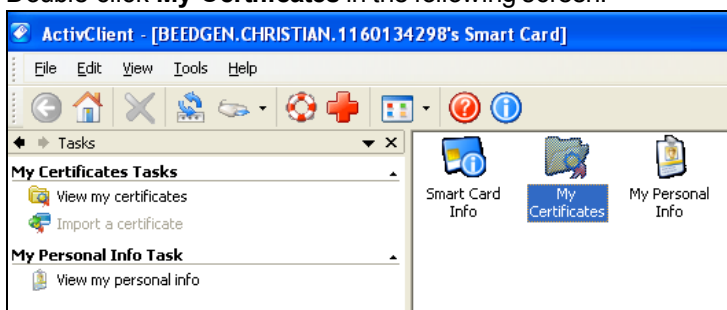 Double-click My Certificates in the following screen:
ActivClient - [BEEDGEN.CHRISTIAN.1160134298's Smart Card]
File Edit View Tools Help
Tasks
My Certificates Tasks
View my certificates
Import a certificate
My Personal Info Task
View my personal info
Smart Card Info
My Certificates
My Personal Info